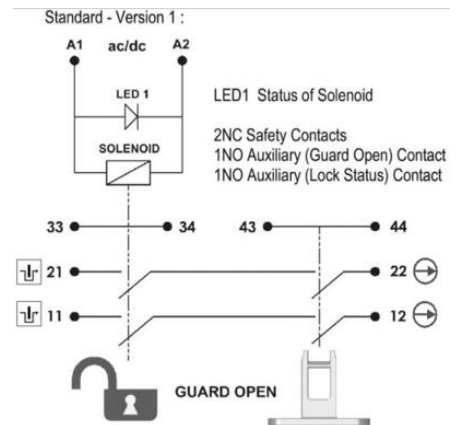 Standard - Version 1 :
A1 ac/dc A2
LED 1
LED1 Status of Solenoid
SOLENOID
2NC Safety Contacts
1NO Auxiliary (Guard Open) Contact
1NO Auxiliary (Lock Status) Contact
33 34 43 44
21 22
11 12
GUARD OPEN